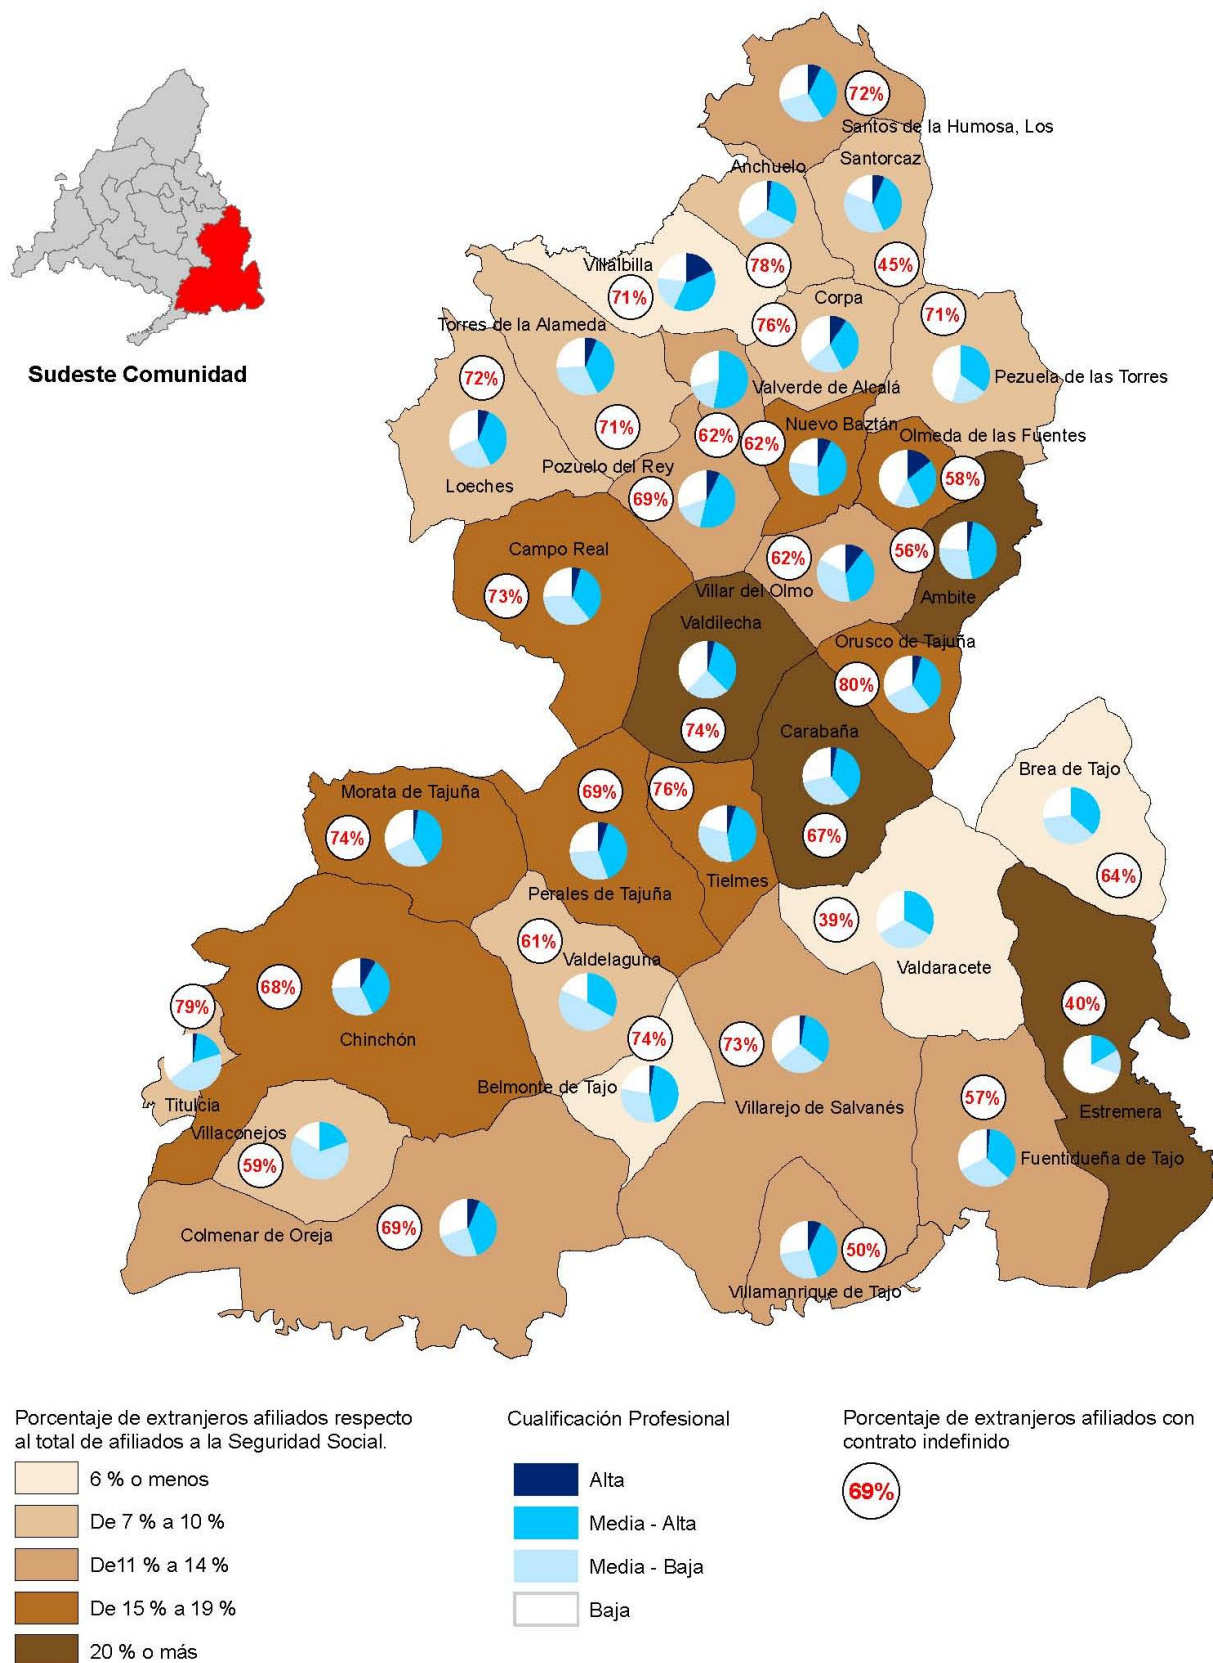 72%
Santos de la Humosa, Los
Anchuelo
Santorcaz
Sudeste Comunidad
Villalbilla
78%
45%
71%
Corpa
71%
Torres de la Alameda
76%
72%
Valverde de Alcalá
Pezuela de las Torres
71%
62%
62%
Nuevo Baztán
Olmeda de las Fuentes
Loeches
Pozuelo del Rey
69%
58%
Campo Real
62%
56%
73%
Villar del Olmo
Ambite
Valdilecha
Orusco de Tajuña
80%
74%
Carabaña
Brea de Tajo
Morata de Tajuña
69%
76%
74%
67%
64%
Perales de Tajuña
Tielmes
61%
39%
Valdelaguna
Valdaracete
68%
79%
40%
Chinchón
74%
73%
Belmonte de Tajo
Villarejo de Salvanés
57%
Estremera
Titulcia
Villaconejos
59%
Fuentidueña de Tajo
Colmenar de Oreja
69%
50%
Villamanrique de Tajo
Porcentaje de extranjeros afiliados respecto
al total de afiliados a la Seguridad Social.
6 % o menos
De 7 % a 10 %
De11 % a 14 %
De 15 % a 19 %
20 % o más
Cualificación Profesional
Alta
Media - Alta
Media - Baja
Baja
Porcentaje de extranjeros afiliados con
contrato indefinido
69%